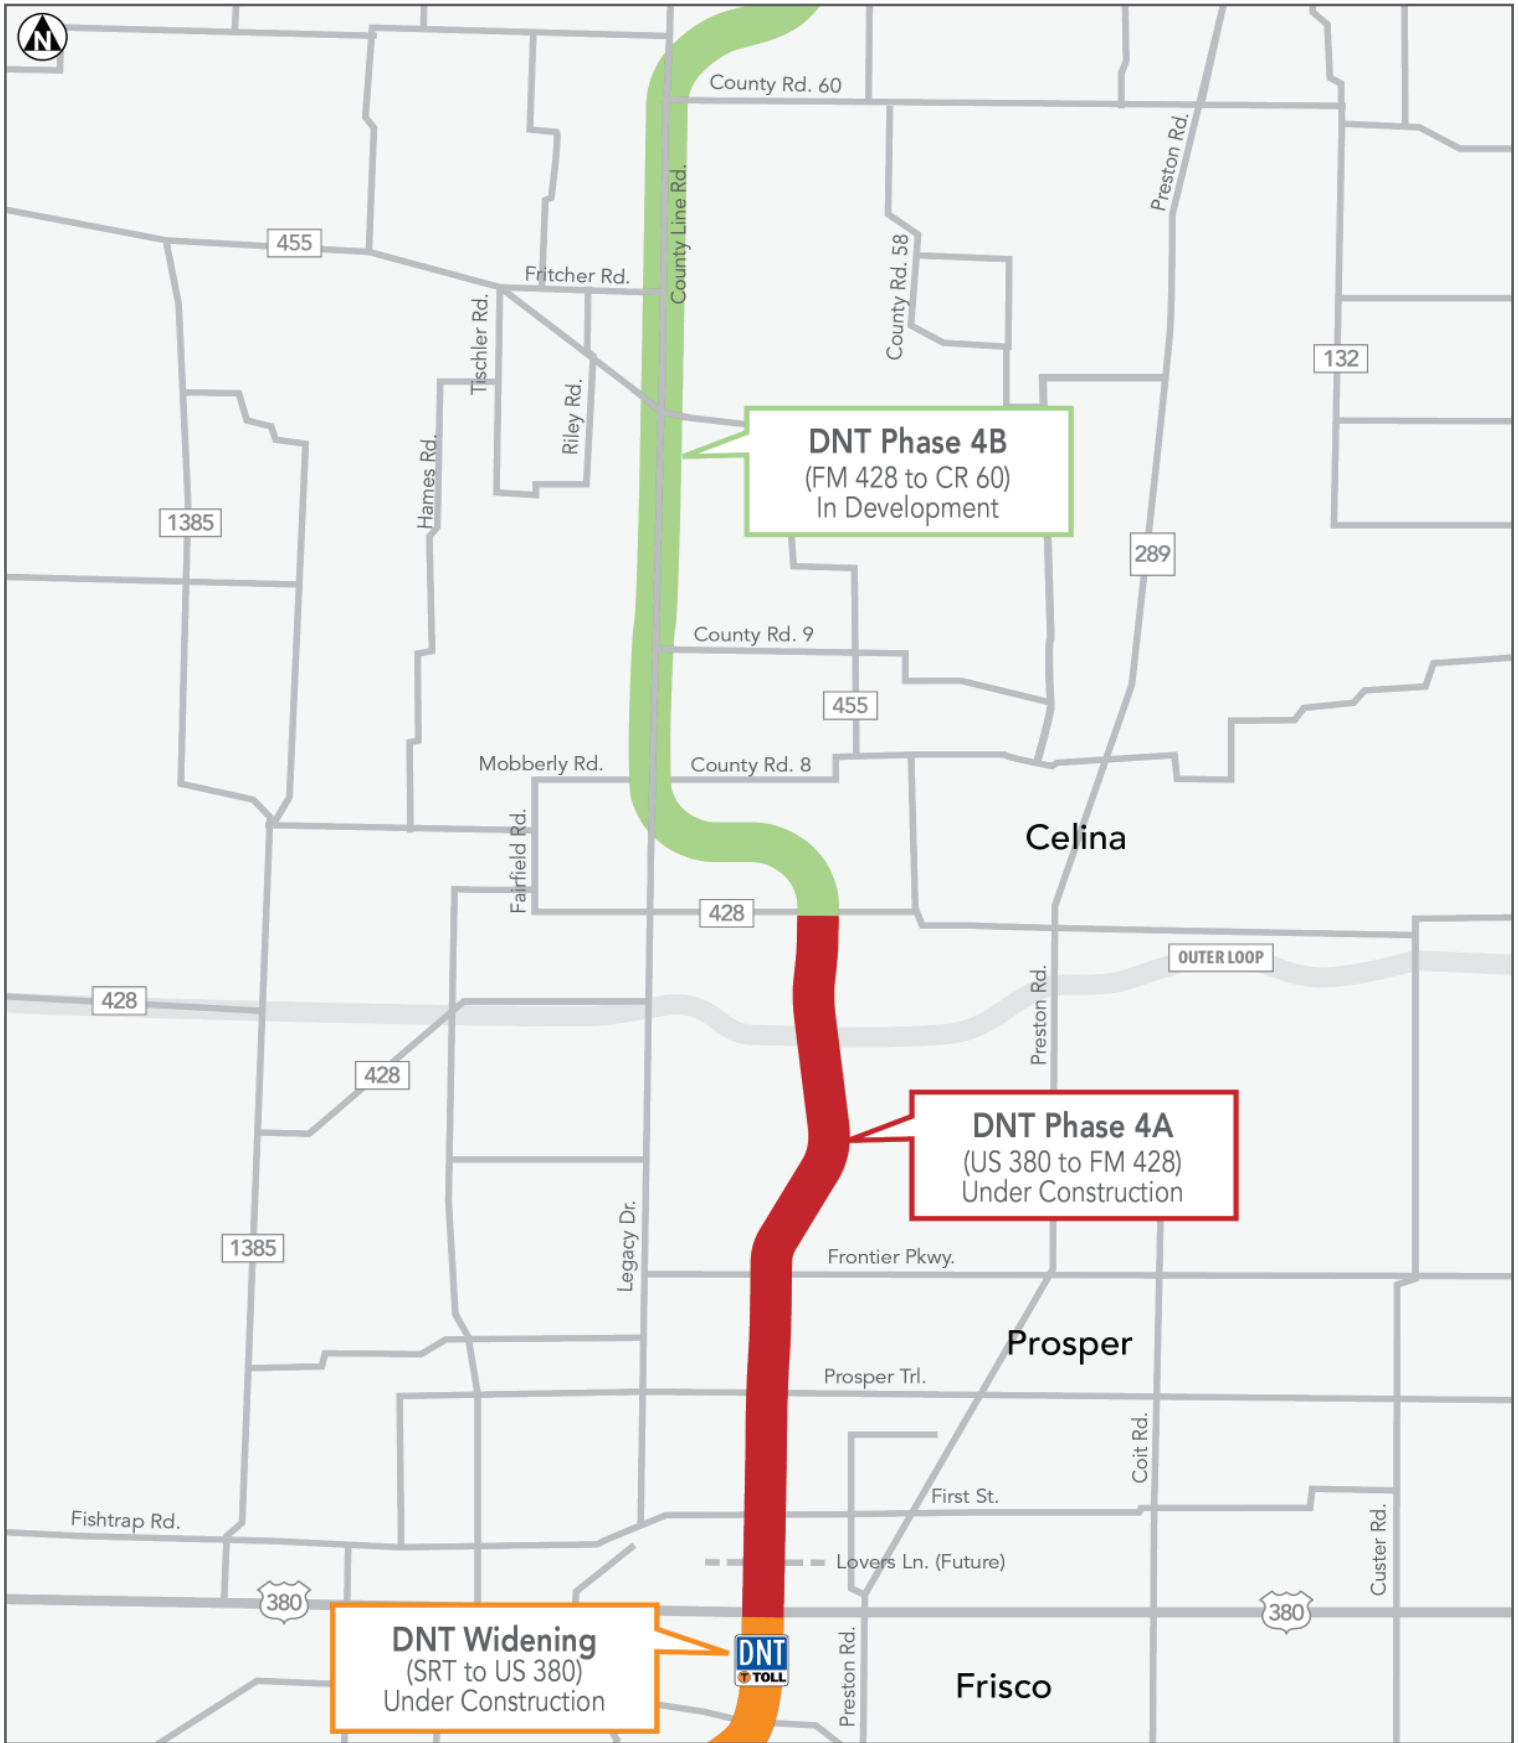 N
County Rd. 60
Preston Rd.
County Line Rd.
455
Fritcher Rd.
County Rd. 58
Tischler Rd.
132
Riley Rd.
Hames Rd.
DNT Phase 4B
(FM 428 to CR 60)
In Development
1385
289
County Rd. 9
455
Mobberly Rd.
County Rd. 8
Fairfield Rd.
Celina
428
OUTER LOOP
Preston Rd.
428
428
DNT Phase 4A
(US 380 to FM 428)
Under Construction
Legacy Dr.
1385
Frontier Pkwy.
Prosper
Prosper Trl.
Coit Rd.
First St.
Fishtrap Rd.
Custer Rd.
Lovers Ln. (Future)
380
380
DNT Widening
(SRT to US 380)
Under Construction
DNT
T TOLL
Preston Rd.
Frisco